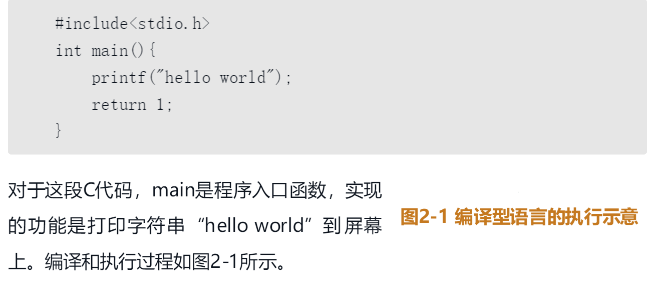 #include<stdio.h>
int main(){
    printf("hello world");
    return 1;
}
对于这段C代码，main是程序入口函数，实现
的功能是打印字符串“hello world”到屏幕
上。编译和执行过程如图2-1所示。
图2-1 编译型语言的执行示意